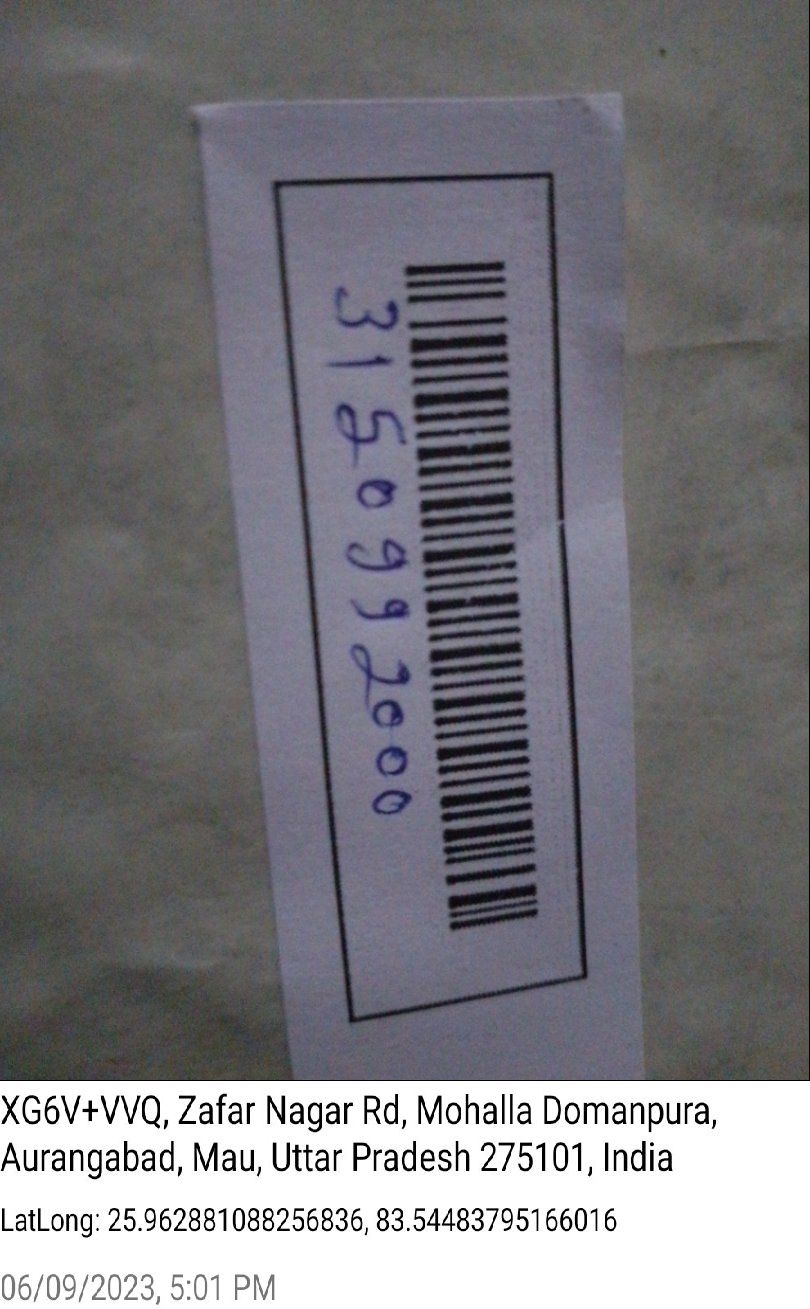 3150992000
XG6V+VVQ, Zafar Nagar Rd, Mohalla Domanpura,
Aurangabad, Mau, Uttar Pradesh 275101, India
LatLong: 25.962881088256836, 83.54483795166016
06/09/2023, 5:01 PM